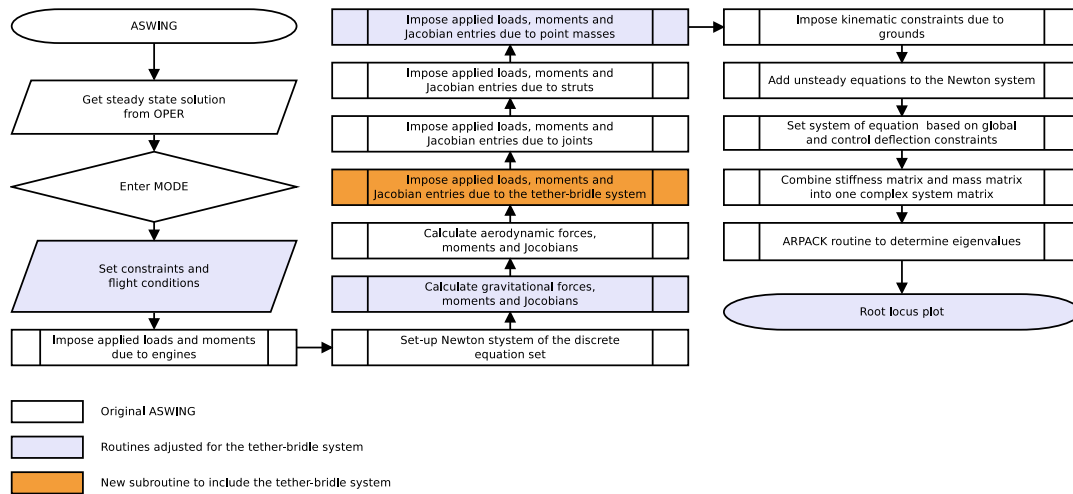 ASWING
Get steady state solution
from OPER
Enter MODE
Set constraints and
flight conditions
Impose applied loads and moments
due to engines
Set-up Newton stystem of the discrete
equation set
Calculate gravitational forces,
moments and Jocobians
Calculate aerodynamic forces,
moments and Jocobians
Impose applied loads, moments and
Jacobian entries due to the tether-bridle system
Impose applied loads, moments and
Jacobian entries due to joints
Impose applied loads, moments and
Jacobian entries due to struts
Impose applied loads, moments and
Jacobian entries due to point masses
Impose kinematic constraints due to
grounds
Add unsteady equations to the Newton system
Set system of equation  based on global
and control deflection constraints
Combine stiffness matrix and mass matrix
into one complex system matrix
ARPACK routine to determine eigenvalues
Root locus plot
Original ASWING
Routines adjusted for the tether-bridle system
New subroutine to include the tether-bridle system